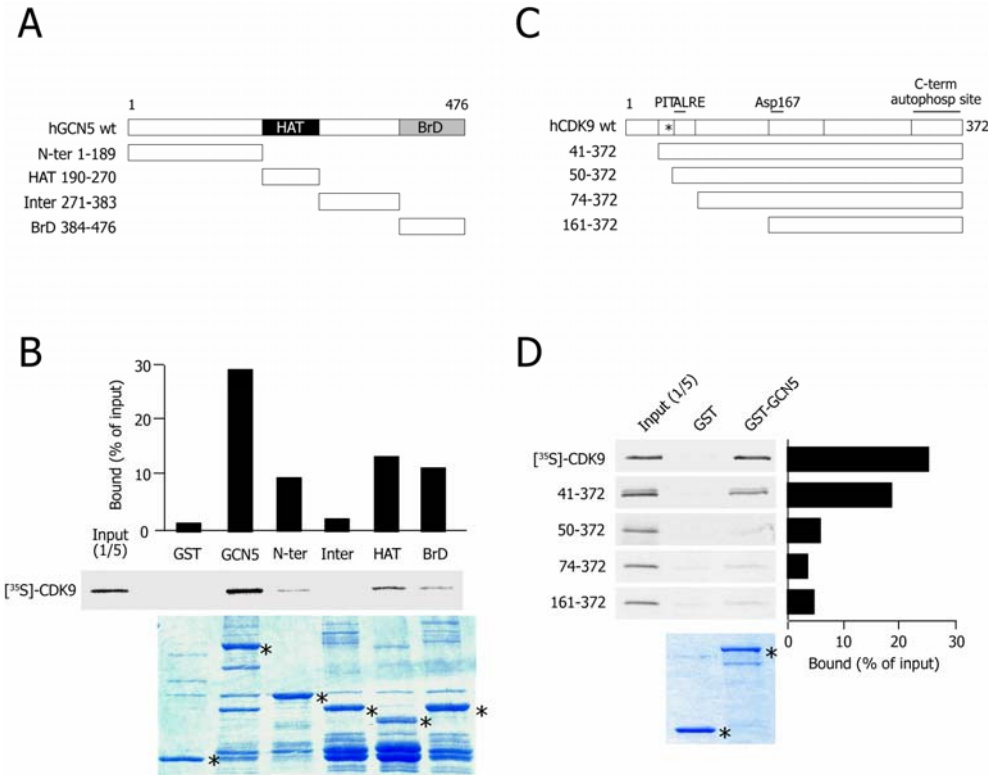 A
1 476
hGCN5 wt HAT BrD
N-ter 1-189
HAT 190-270
Inter 271-383
BrD 384-476
B
Bound (% of input)
30
20
10
0
Input (1/5) GST GCN5 N-ter Inter HAT BrD
[³⁵S]-CDK9
* * * * * *
C
C-term
1 PITALRE Asp167 autophosp site
hCDK9 wt * 372
41-372
50-372
74-372
161-372
D
Input (1/5) GST GST-GCN5
[³⁵S]-CDK9
41-372
50-372
74-372
161-372
0 10 20 30
Bound (% of input)
* *